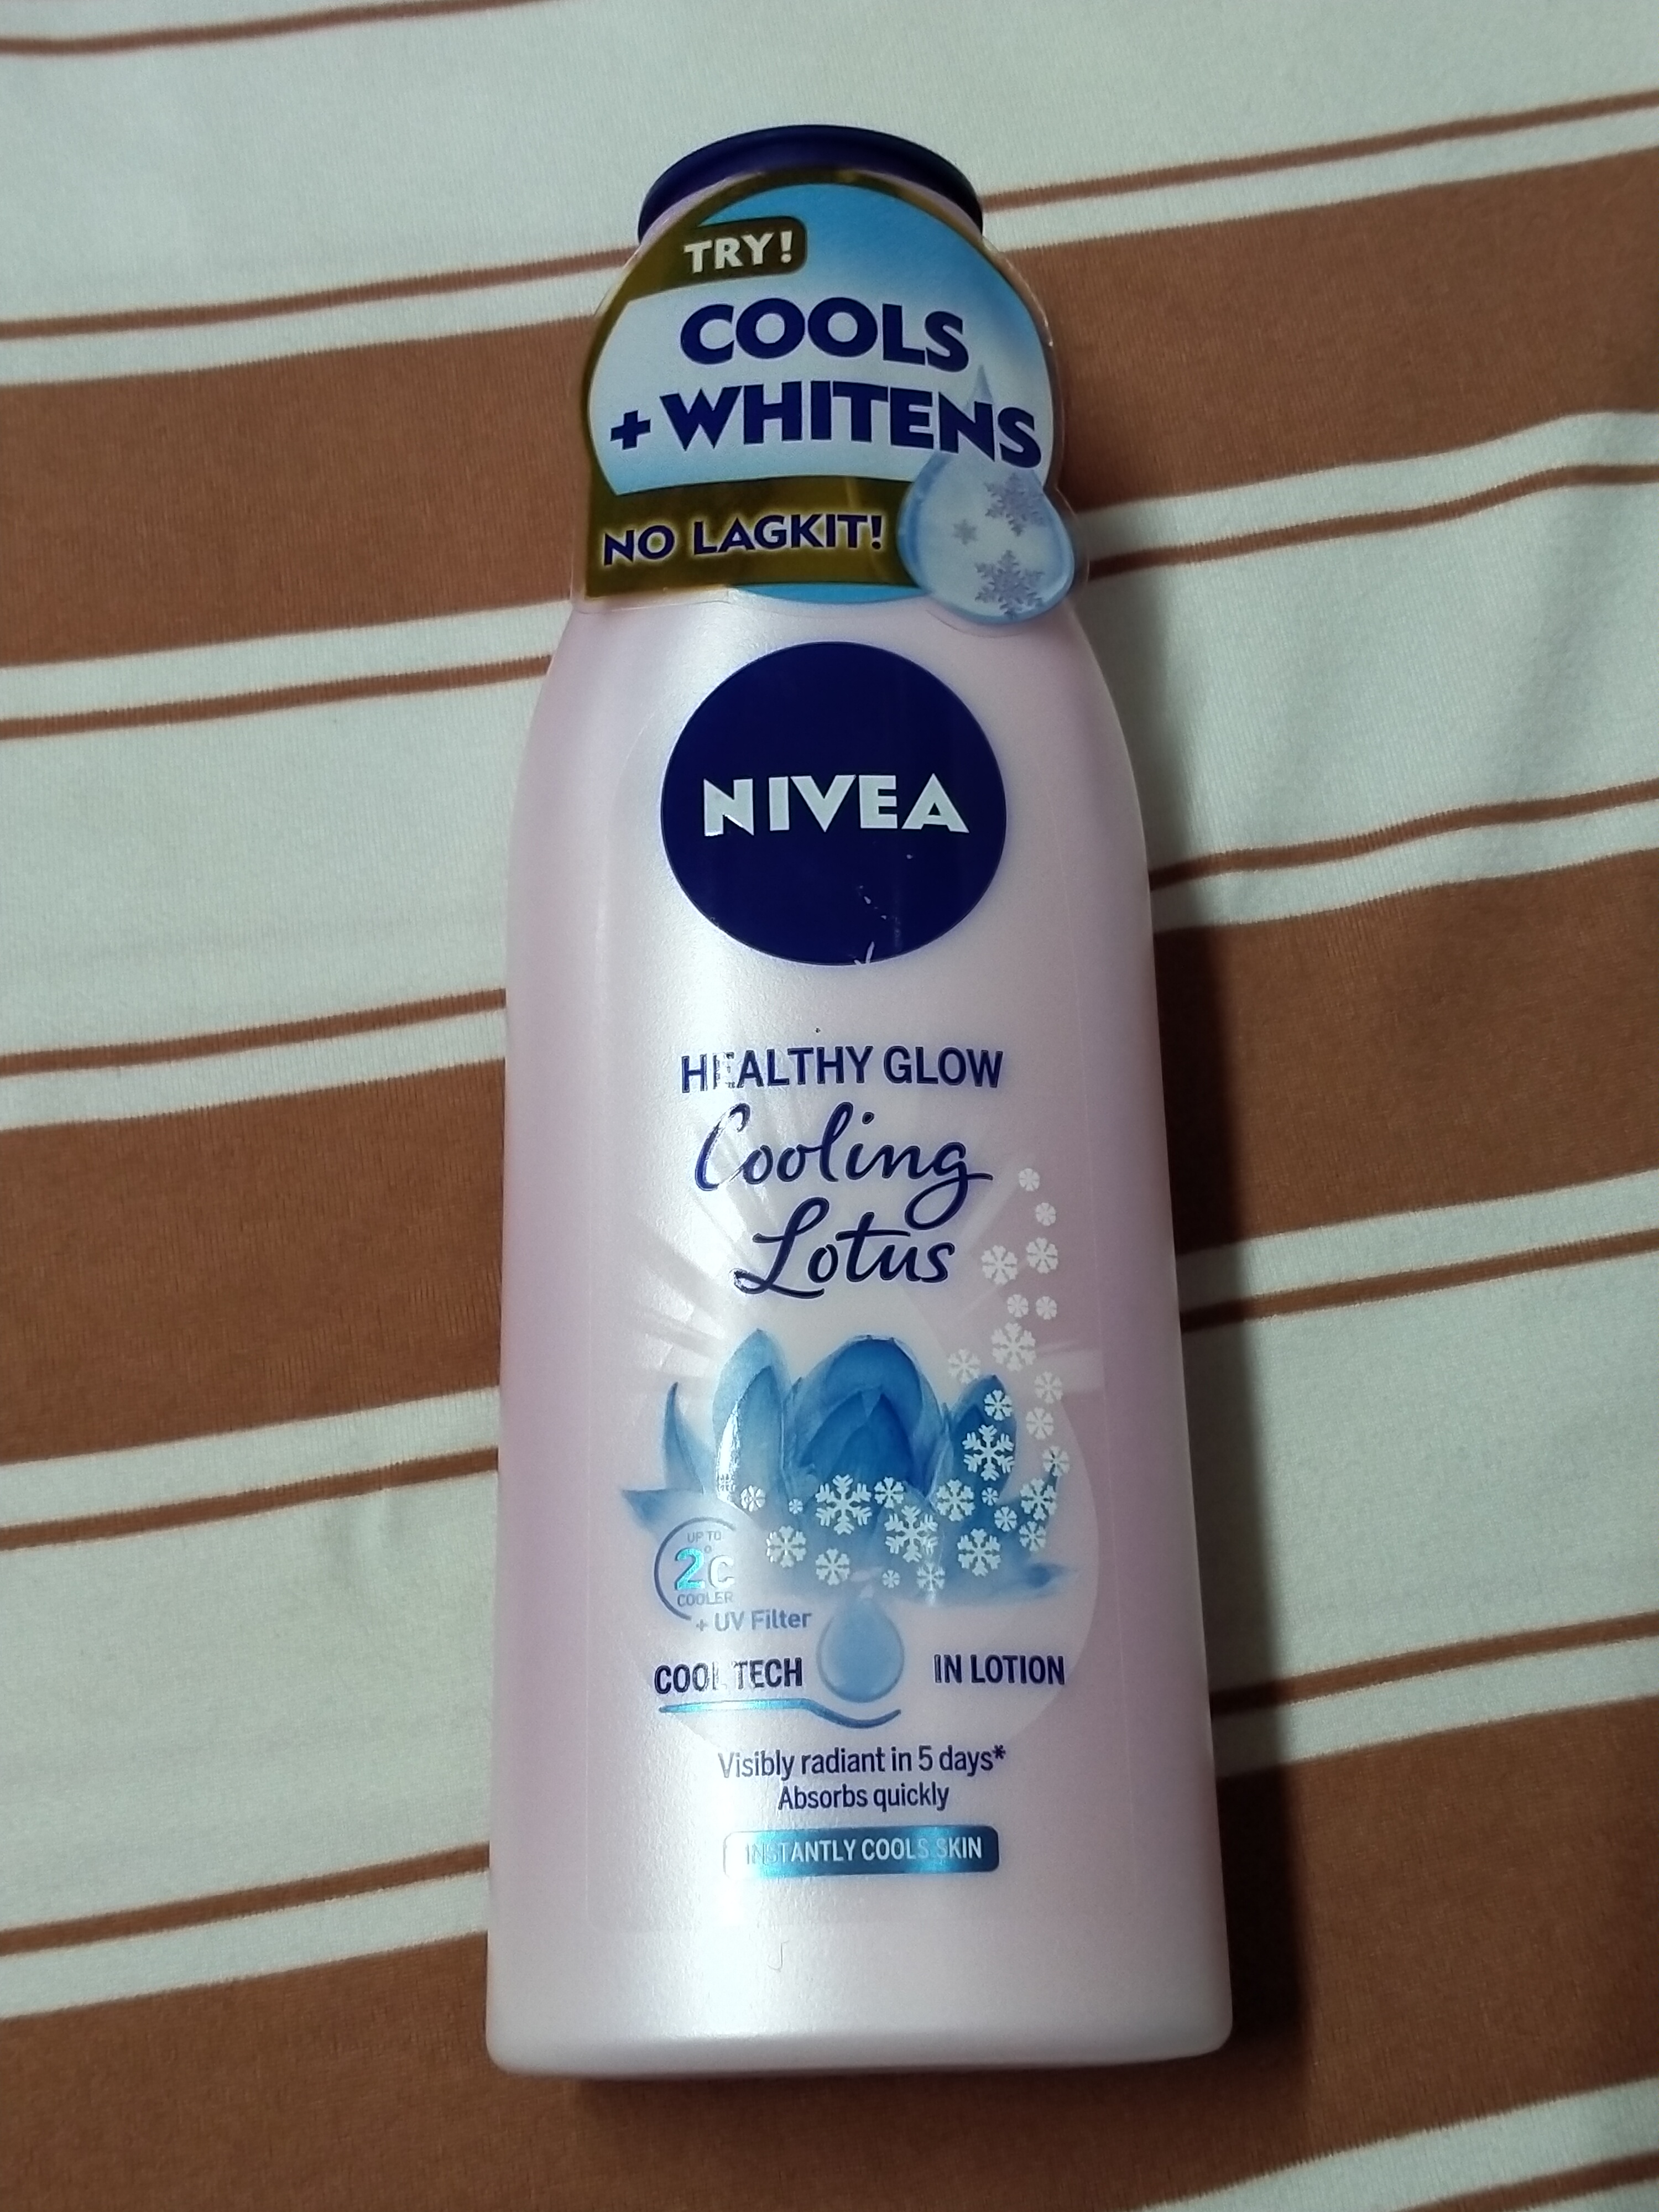 TRY!
COOLS
+ WHITENS
NO LAGKIT!
NIVEA
HEALTHY GLOW
Cooling
Lotus
UP TO
2°C
COOLER
+ UV Filter
COOL TECH IN LOTION
Visibly radiant in 5 days*
Absorbs quickly
INSTANTLY COOLS SKIN